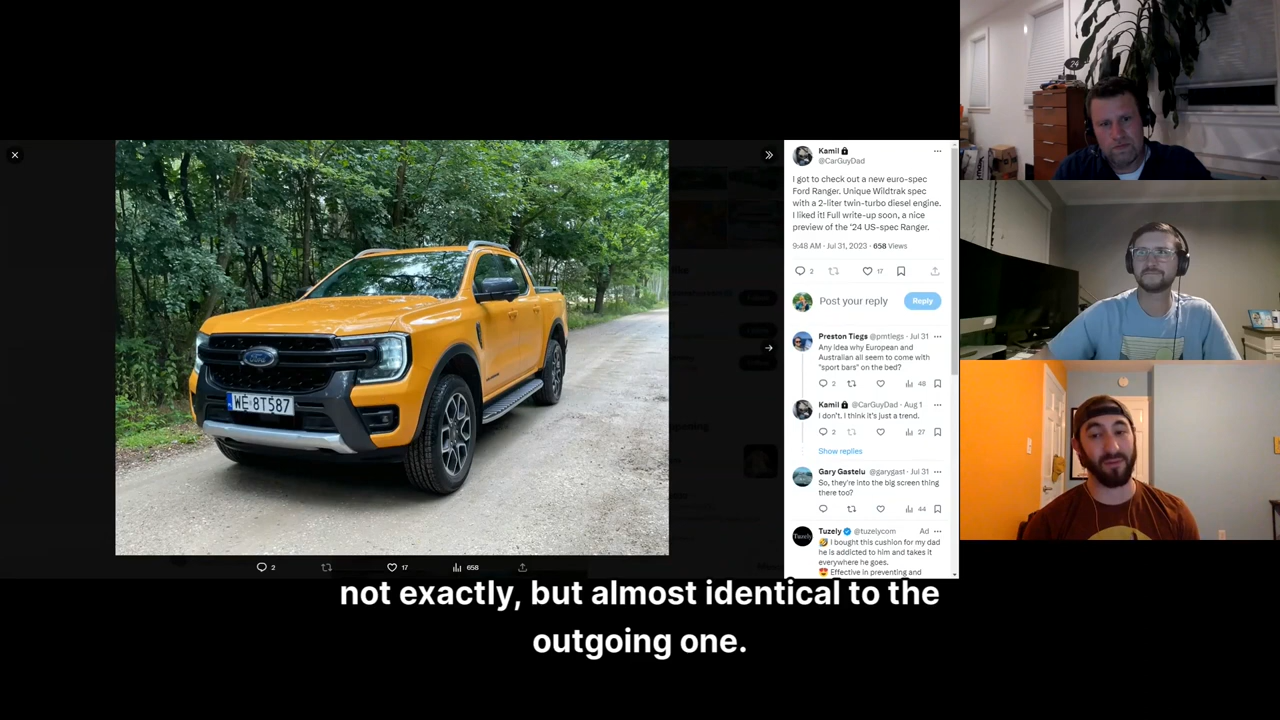 24
Kamil
@CarGuyDad
I got to check out a new euro-spec
Ford Ranger. Unique Wildtrak spec
with a 2-liter twin-turbo diesel engine.
I liked it! Full write-up soon, a nice
preview of the '24 US-spec Ranger.
9:48 AM · Jul 31, 2023 · 658 Views
2
17
Post your reply
Reply
Preston Tiegs @pmtiegs · Jul 31
Any idea why European and
Australian all seem to come with
"sport bars" on the bed?
2
48
Kamil @CarGuyDad · Aug 1
I don't. I think it's just a trend.
2
27
Show replies
Gary Gastelu @garygast · Jul 31
So, they're into the big screen thing
there too?
44
Tuzely
Tuzely @tuzelycom Ad
🤣 I bought this cushion for my dad
he is addicted to him and takes it
everywhere he goes.
😍 Effective in preventing and
Ford
WE 8T587
2
17
658
not exactly, but almost identical to the
outgoing one.